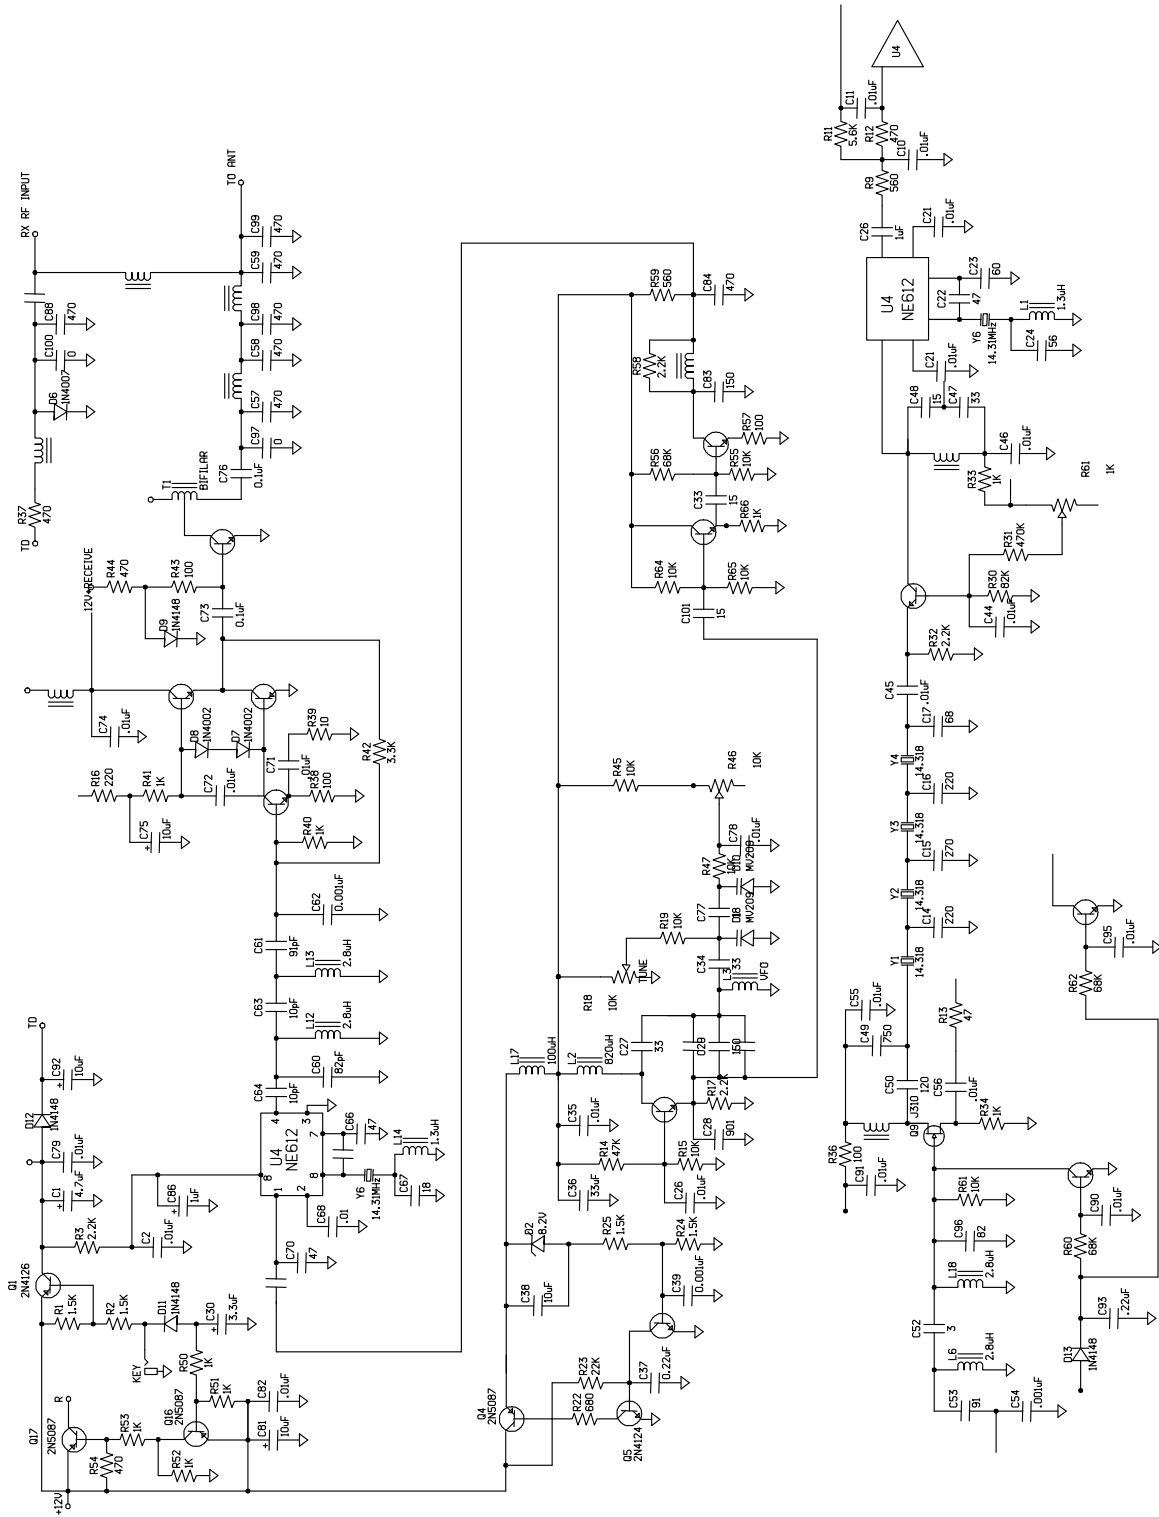 RX RF INPUT
TO ANT
C88
470
C100
0
D6
1N4007
R37
470
TO
C99
470
C59
470
C98
470
C58
470
C57
470
C97
0
C76
0.1uF
T1
BIFILAR
12V+RECEIVE
R44
470
R43
100
D9
1N4148
C73
0.1uF
C74
.01uF
D8
1N4002
D7
1N4002
R16
220
R41
1K
C72
.01uF
C75
+
10uF
C71
.01uF
R39
10
R38
100
R42
3.3K
R40
1K
C62
0.001uF
C61
91pF
L13
2.8uH
C63
10pF
L12
2.8uH
C60
82pF
C64
10pF
TO
C92
+
10uF
D12
1N4148
C79
.01uF
C1
+
4.7uF
C86
+
1uF
R3
2.2K
C2
.01uF
U4
NE612
8
4
3
7
8
2
1
C66
47
L14
1.3uH
Y6
14.31MHz
C67
18
C68
.01
C70
47
Q1
2N4126
R1
1.5K
R2
1.5K
D11
1N4148
C30
+
3.3uF
KEY
R50
1K
R51
1K
Q16
2N5087
C82
.01uF
C81
+
10uF
R
Q17
2N5087
R53
1K
R54
470
R52
1K
+12V
R59
560
C84
470
R58
2.2K
C83
150
R57
100
R56
68K
R55
10K
C33
15
R66
1K
R64
10K
R65
10K
C101
15
R45
10K
R46
10K
C78
.01uF
R47
10K
D10
MV209
C77
D18
MV209
R19
10K
TUNE
C34
33
L3
VFO
R18
10K
L17
100uH
L2
820uH
C27
33
C29
150
R17
2.2K
C28
901
C35
.01uF
R14
47K
R15
10K
C36
33uF
C26
.01uF
D2
8.2V
R25
1.5K
R24
1.5K
C38
10uF
C39
0.001uF
R23
22K
R22
680
C37
0.22uF
Q4
2N5087
Q5
2N4124
U4
C11
.01uF
R11
5.6K
R12
470
C10
.01uF
R9
560
C26
1uF
C21
.01uF
U4
NE612
C23
60
C22
47
L1
1.3uH
Y6
14.31MHz
C24
56
C21
.01uF
C48
15
C47
33
C46
.01uF
R33
1K
R61
1K
R31
470K
R30
82K
C44
.01uF
R32
2.2K
C45
.01uF
C17
68
Y4
14.318
C16
220
Y3
14.318
C15
270
Y2
14.318
C14
220
Y1
14.318
C95
.01uF
R62
68K
C55
.01uF
C49
750
R13
47
C50
120
C56
.01uF
Q9
J310
R34
1K
R36
100
C91
.01uF
R61
10K
C96
82
L18
2.8uH
C52
3
L6
2.8uH
C53
91
C54
.001uF
C90
.01uF
R60
68K
C93
.22uF
D13
1N4148